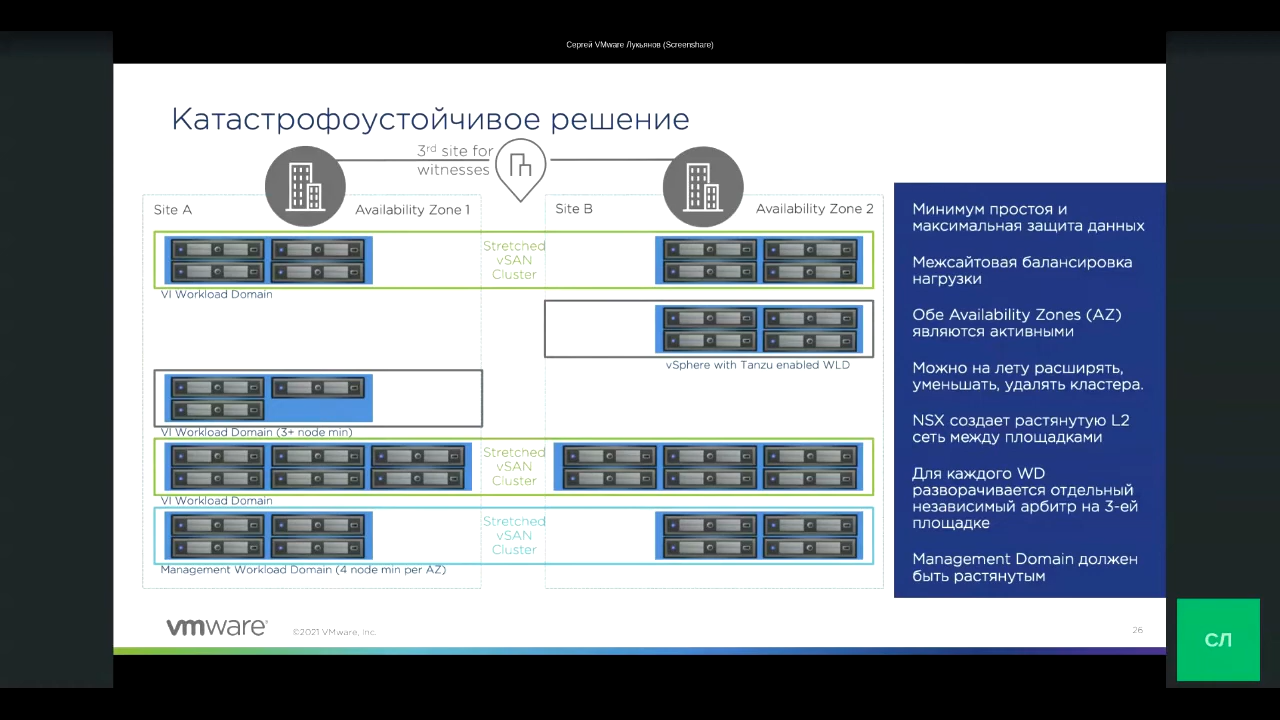 Сергей VMware Лукьянов (Screenshare)
Катастрофоустойчивое решение
3rd site for
witnesses
Site A
Availability Zone 1
Site B
Availability Zone 2
Stretched
vSAN
Cluster
VI Workload Domain
vSphere with Tanzu enabled WLD
VI Workload Domain (3+ node min)
Stretched
vSAN
Cluster
VI Workload Domain
Stretched
vSAN
Cluster
Management Workload Domain (4 node min per AZ)
Минимум простоя и
максимальная защита данных
Межсайтовая балансировка
нагрузки
Обе Availability Zones (AZ)
являются активными
Можно на лету расширять,
уменьшать, удалять кластера.
NSX создает растянутую L2
сеть между площадками
Для каждого WD
разворачивается отдельный
независимый арбитр на 3-ей
площадке
Management Domain должен
быть растянутым
vmware®
©2021 VMware, Inc.
26
СЛ